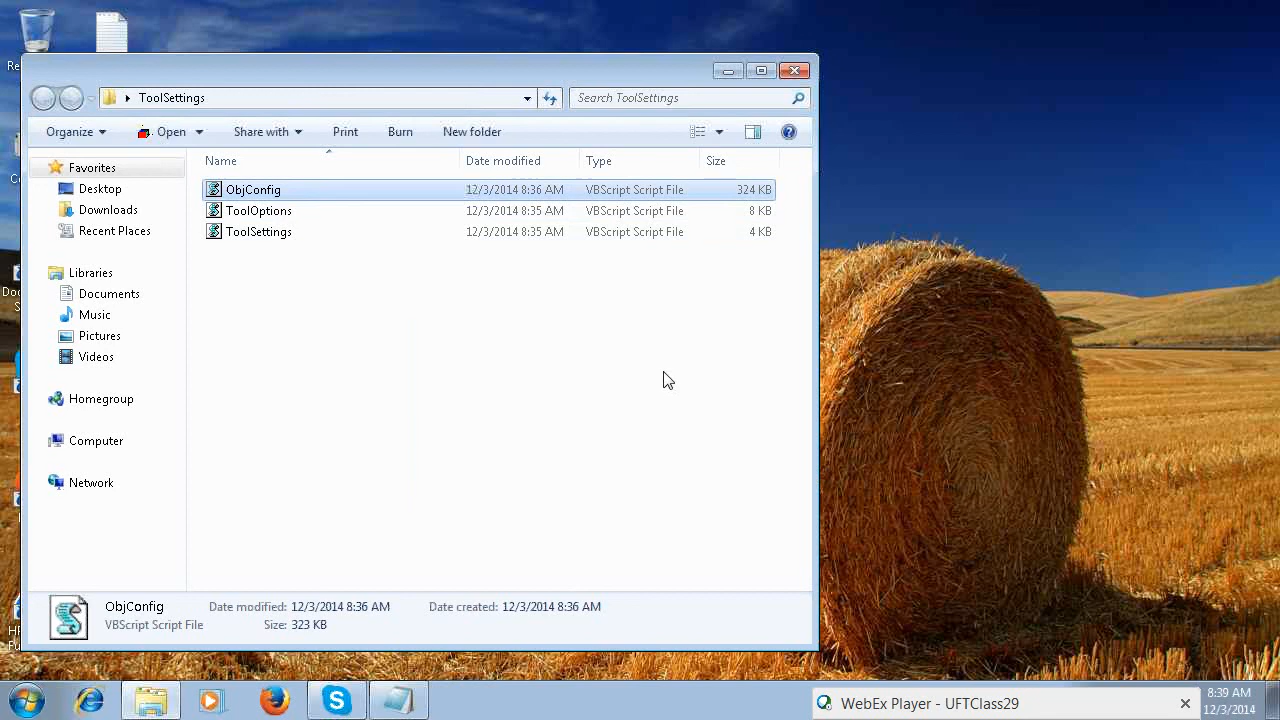 Re
ToolSettings
Search ToolSettings
Organize
Open
Share with
Print
Burn
New folder
Favorites
Desktop
Downloads
Recent Places
Libraries
Documents
Music
Pictures
Videos
Homegroup
Computer
Network
Name Date modified Type Size
ObjConfig 12/3/2014 8:36 AM VBScript Script File 324 KB
ToolOptions 12/3/2014 8:35 AM VBScript Script File 8 KB
ToolSettings 12/3/2014 8:35 AM VBScript Script File 4 KB
ObjConfig Date modified: 12/3/2014 8:36 AM Date created: 12/3/2014 8:36 AM
VBScript Script File Size: 323 KB
WebEx Player - UFTClass29
8:39 AM
12/3/2014